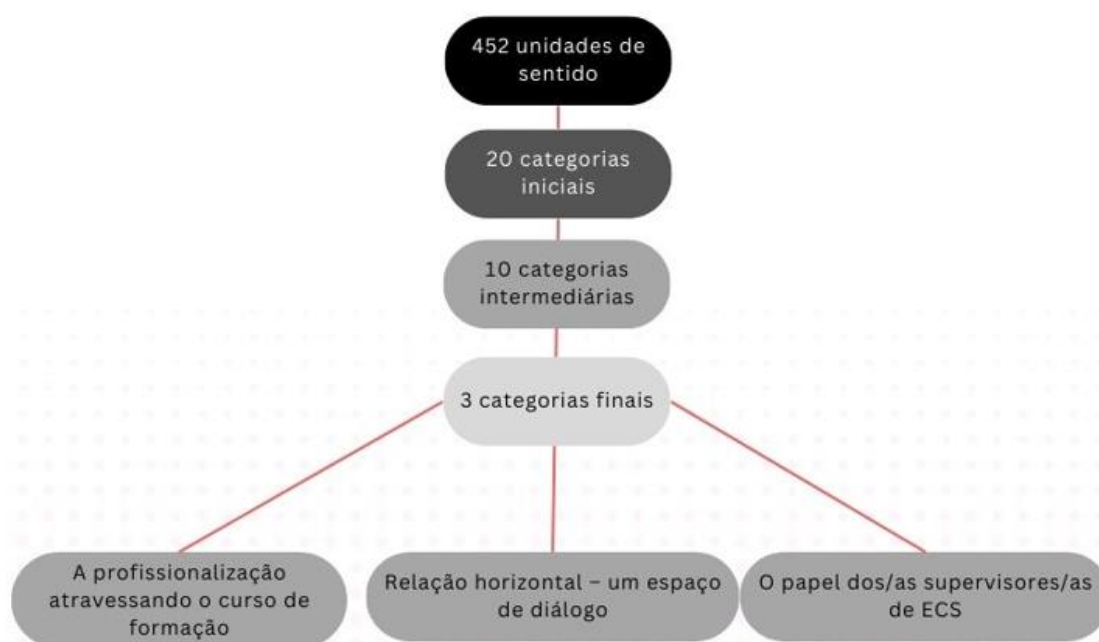 452 unidades de
sentido
20 categorias
iniciais
10 categorias
intermediárias
3 categorias finais
A profissionalização
atravessando o curso de
formação
Relação horizontal – um espaço
de diálogo
O papel dos/as supervisores/as
de ECS